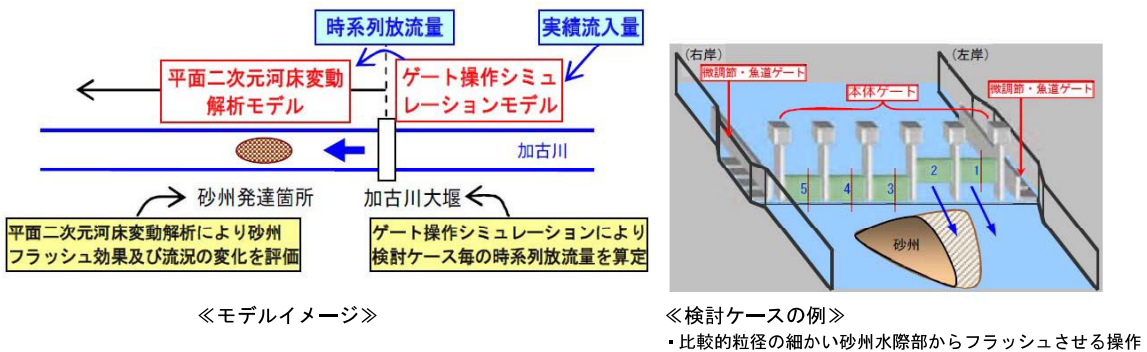 時系列放流量
実績流入量
平面二次元河床変動
解析モデル
ゲート操作シミュ
レーションモデル
加古川
砂州発達箇所
加古川大堰
平面二次元河床変動解析により砂州
フラッシュ効果及び流況の変化を評価
ゲート操作シミュレーションにより
検討ケース毎の時系列放流量を算定
≪モデルイメージ≫
(右岸)
(左岸)
微調節・魚道ゲート
本体ゲート
微調節・魚道ゲート
5
4
3
2
1
砂州
≪検討ケースの例≫
・比較的粒径の細かい砂州水際部からフラッシュさせる操作